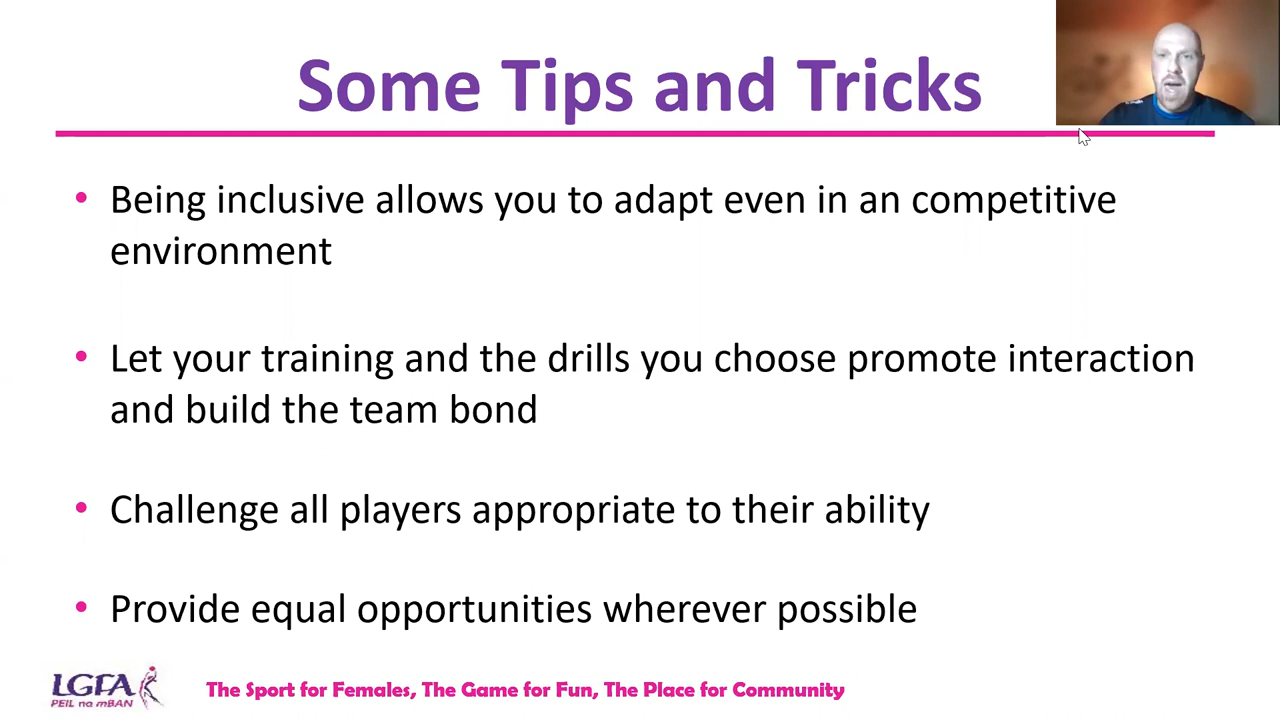 Some Tips and Tricks
• Being inclusive allows you to adapt even in an competitive
environment
• Let your training and the drills you choose promote interaction
and build the team bond
• Challenge all players appropriate to their ability
• Provide equal opportunities wherever possible
LGFA
PEIL na mBAN
The Sport for Females, The Game for Fun, The Place for Community